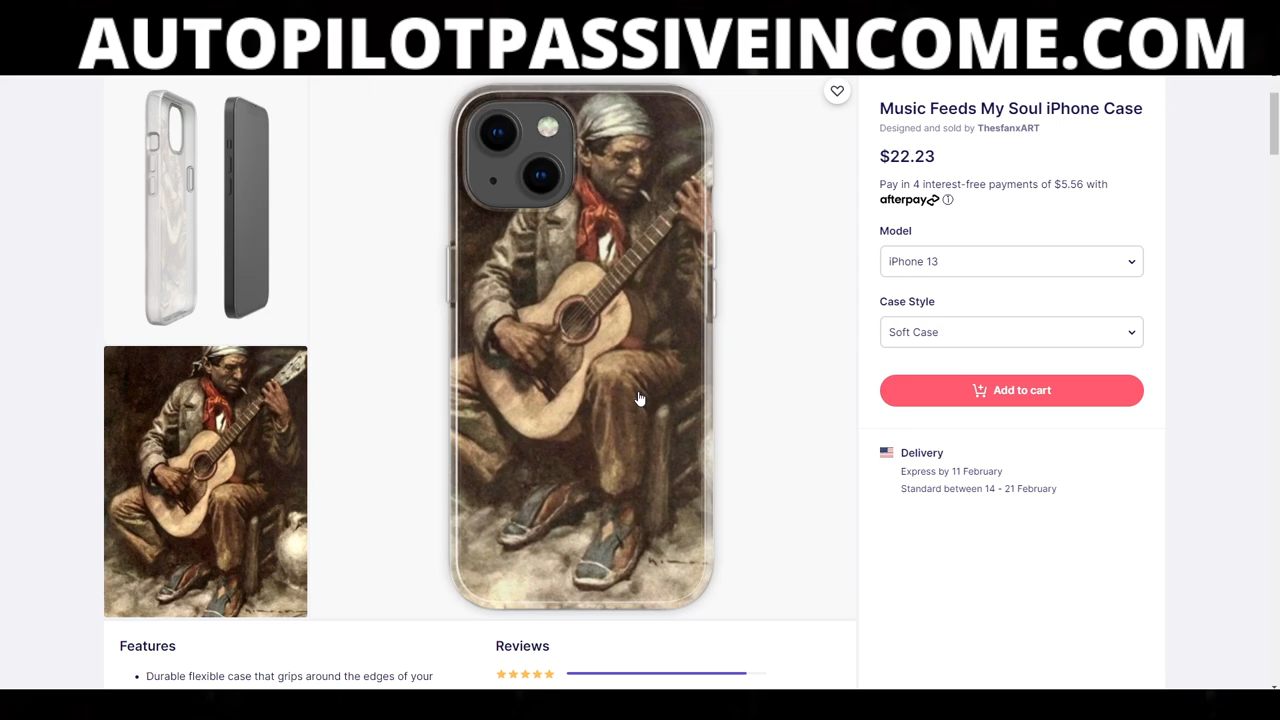 AUTOPILOTPASSIVEINCOME.COM
Music Feeds My Soul iPhone Case
Designed and sold by ThesfanxART
$22.23
Pay in 4 interest-free payments of $5.56 with
afterpay
Model
iPhone 13
Case Style
Soft Case
Add to cart
Delivery
Express by 11 February
Standard between 14 - 21 February
Features
Durable flexible case that grips around the edges of your
Reviews